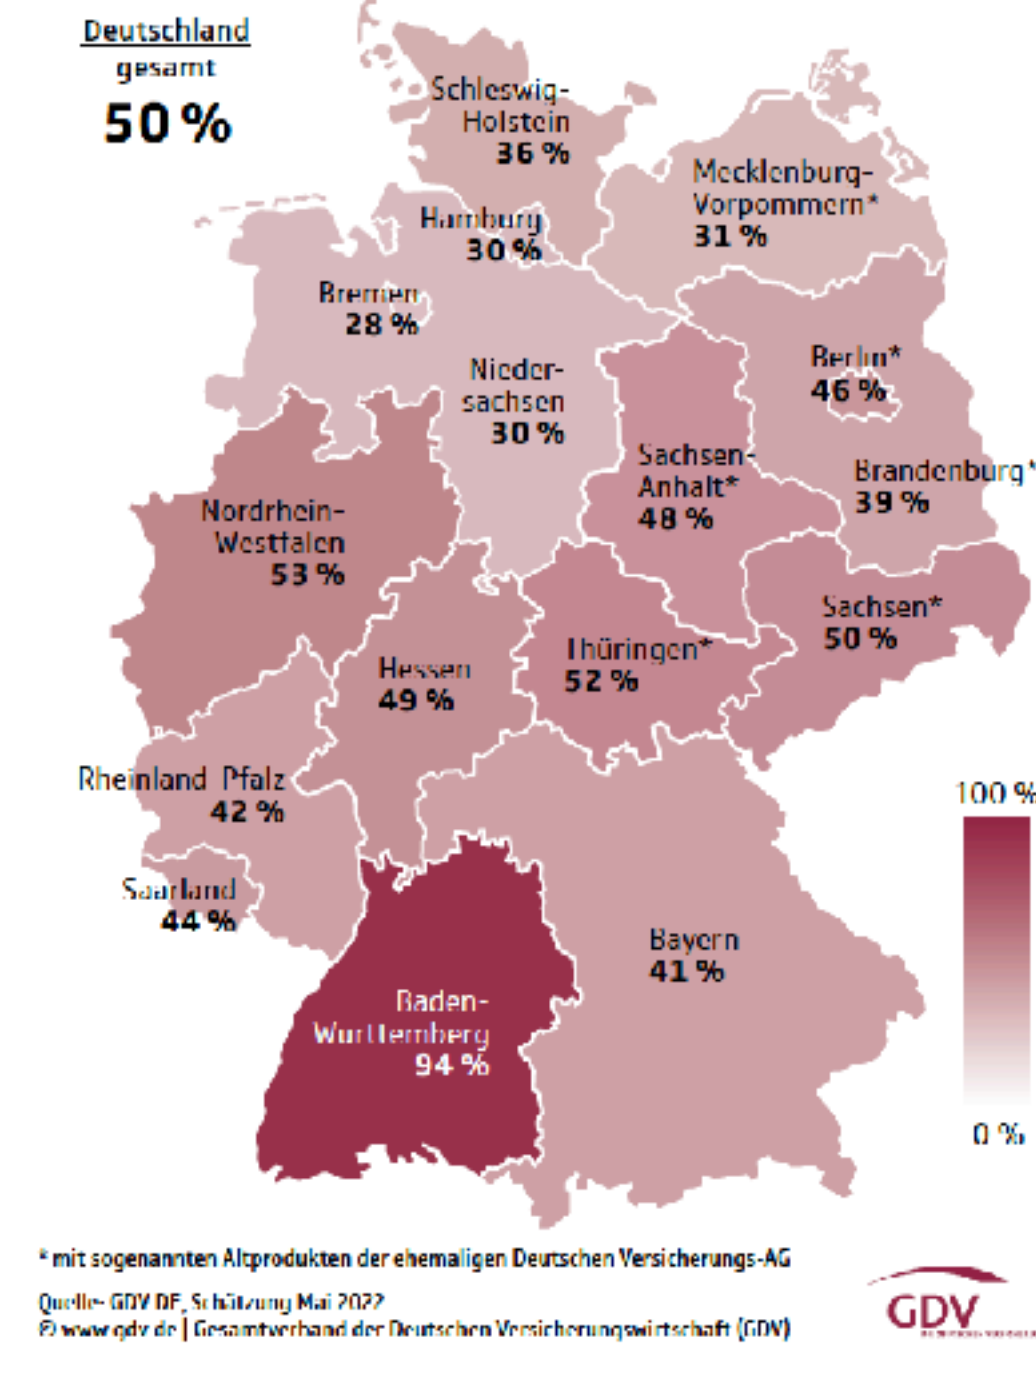 Deutschland
gesamt
50 %
Schleswig-
Holstein
36 %
Mecklenburg-
Vorpommern*
31 %
Hamburg
30 %
Bremen
28 %
Nieder-
sachsen
30 %
Berlin*
46 %
Sachsen-
Anhalt*
48 %
Brandenburg*
39 %
Nordrhein-
Westfalen
53 %
Sachsen*
50 %
Thüringen*
52 %
Hessen
49 %
Rheinland Pfalz
42 %
Saarland
44 %
Bayern
41 %
Baden-
Württemberg
94 %
100 %
0 %
* mit sogenannten Altprodukten der ehemaligen Deutschen Versicherungs-AG
Quelle: GDV DE, Schätzung Mai 2022
© www.gdv.de | Gesamtverband der Deutschen Versicherungswirtschaft (GDV)
GDV